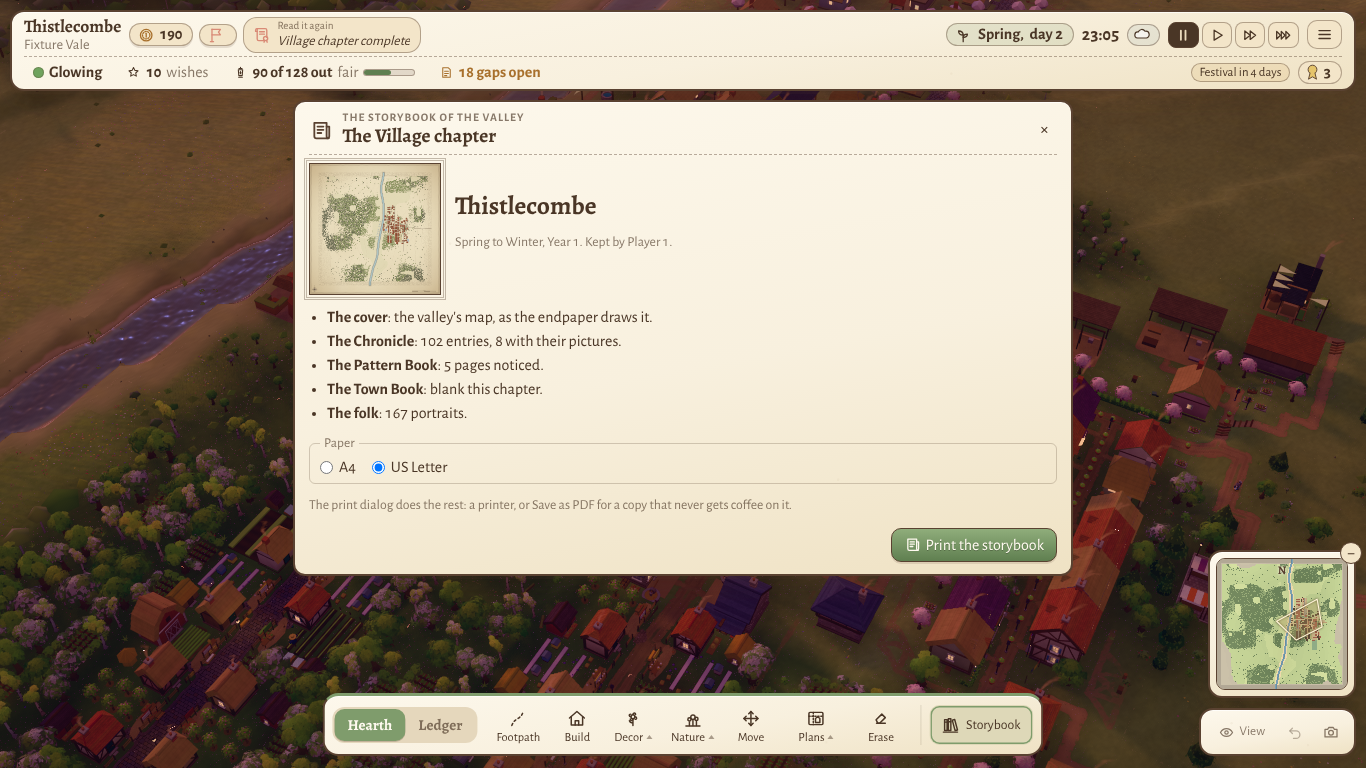 Thistlecombe
Fixture Vale
190
Read it again
Village chapter complete
Spring, day 2
23:05
Glowing
10 wishes
90 of 128 out fair
18 gaps open
Festival in 4 days
3
THE STORYBOOK OF THE VALLEY
The Village chapter
×
Thistlecombe
Spring to Winter, Year 1. Kept by Player 1.
• The cover: the valley's map, as the endpaper draws it.
• The Chronicle: 102 entries, 8 with their pictures.
• The Pattern Book: 5 pages noticed.
• The Town Book: blank this chapter.
• The folk: 167 portraits.
Paper
A4
US Letter
The print dialog does the rest: a printer, or Save as PDF for a copy that never gets coffee on it.
Print the storybook
N
Hearth
Ledger
Footpath
Build
Decor
Nature
Move
Plans
Erase
Storybook
View